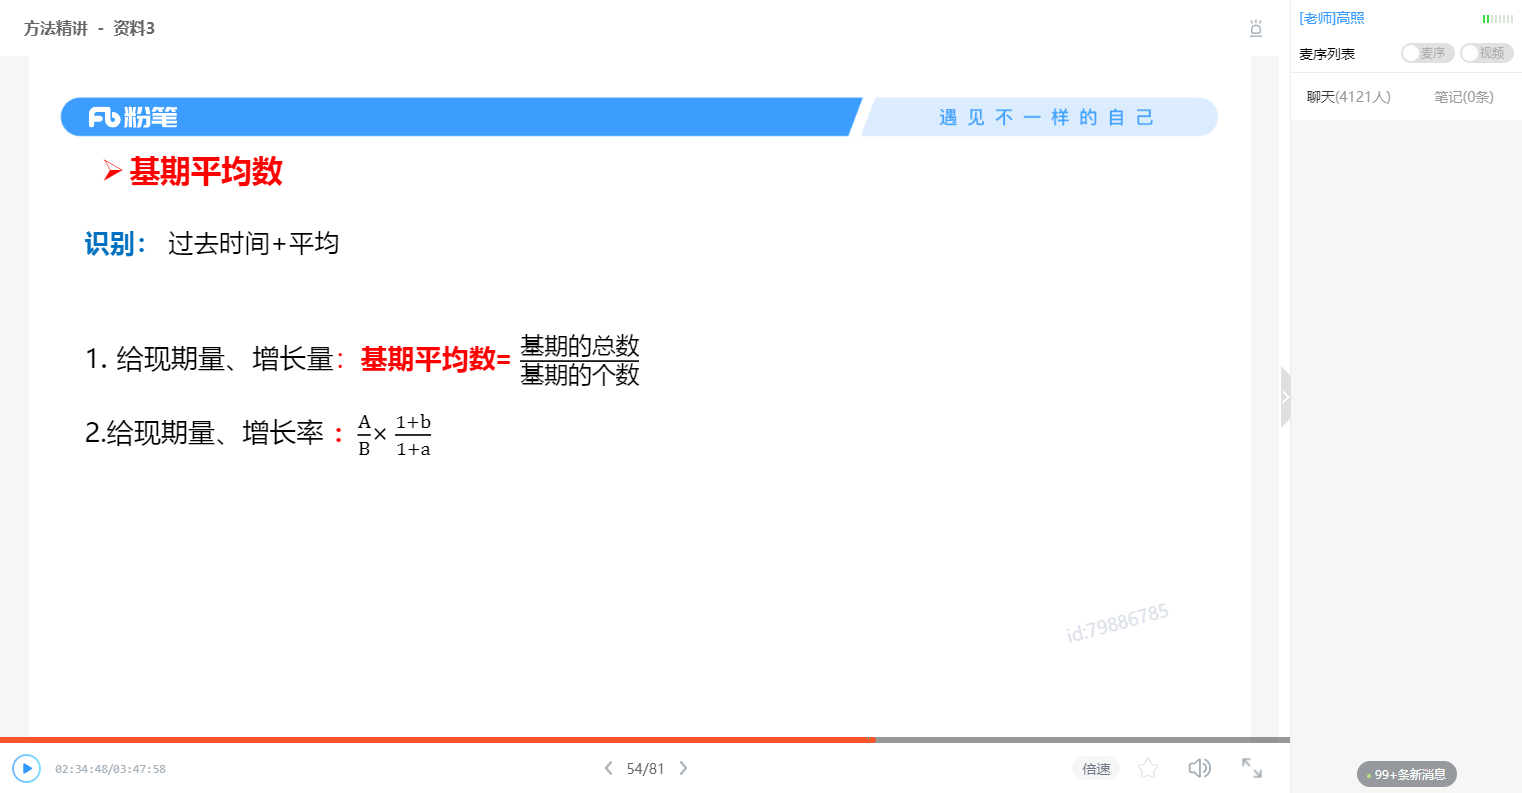 方法精讲 - 资料3
[老师]高照
麦序列表
麦序
视频
聊天(4121人)
笔记(0条)
Fb粉笔
遇见不一样的自己
➢ 基期平均数
识别： 过去时间+平均
1. 给现期量、增长量：基期平均数= 基期的总数/基期的个数
2.给现期量、增长率 ：A/B × 1+b/1+a
id:79886785
02:34:48/03:47:58
54/81
倍速
99+条新消息